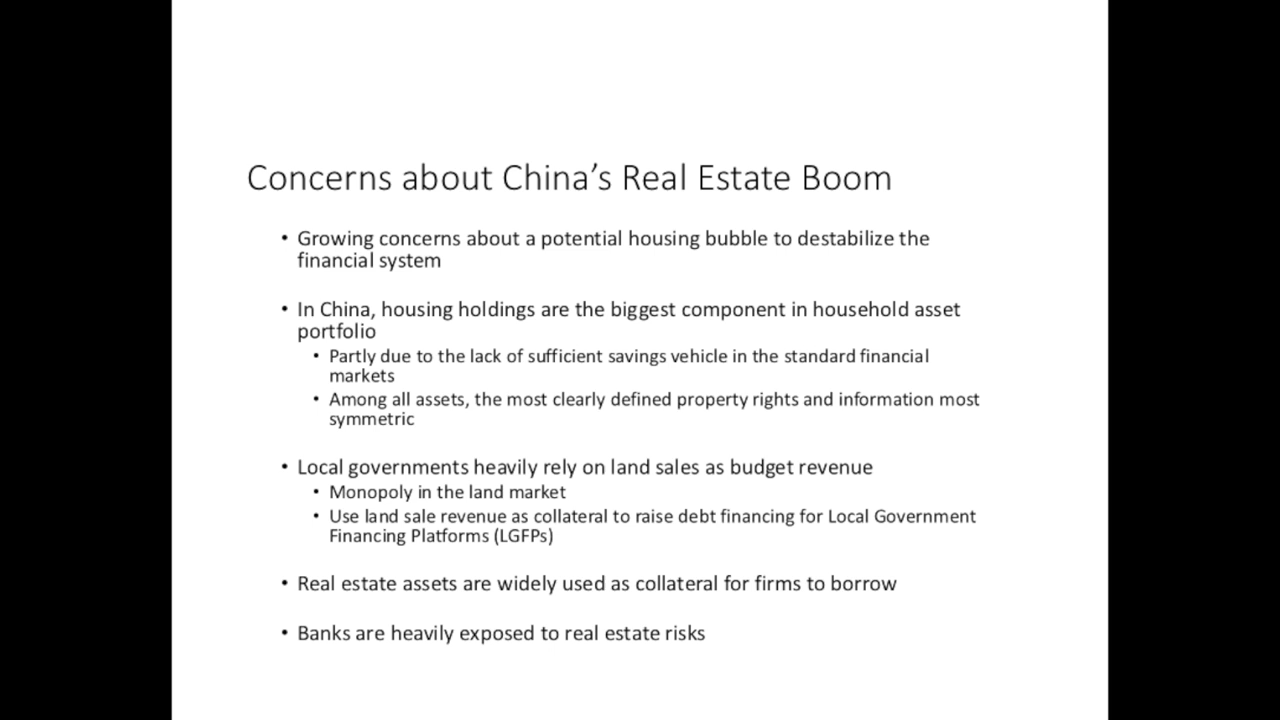 Concerns about China's Real Estate Boom
• Growing concerns about a potential housing bubble to destabilize the
financial system
• In China, housing holdings are the biggest component in household asset
portfolio
• Partly due to the lack of sufficient savings vehicle in the standard financial
markets
• Among all assets, the most clearly defined property rights and information most
symmetric
• Local governments heavily rely on land sales as budget revenue
• Monopoly in the land market
• Use land sale revenue as collateral to raise debt financing for Local Government
Financing Platforms (LGFPs)
• Real estate assets are widely used as collateral for firms to borrow
• Banks are heavily exposed to real estate risks